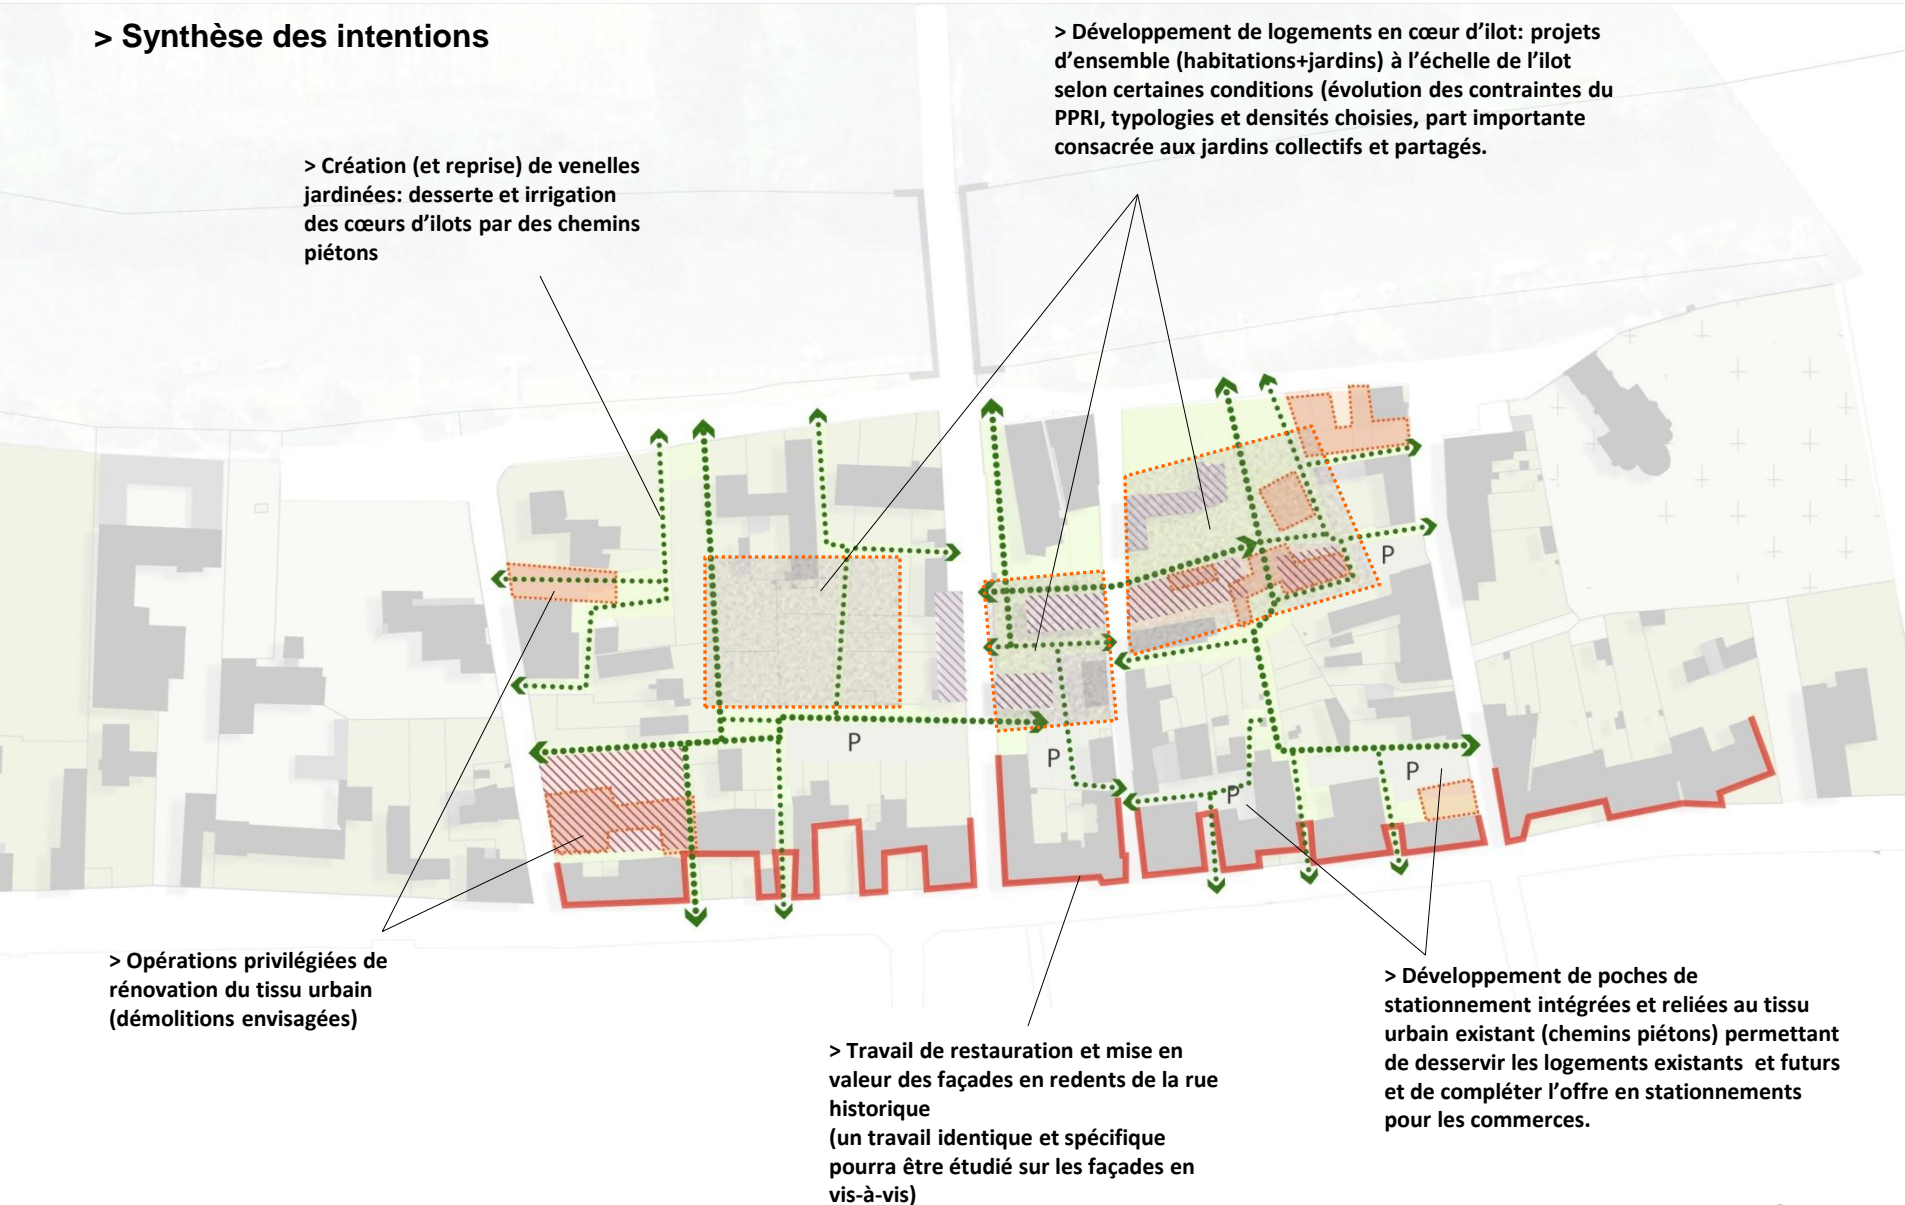 > Synthèse des intentions
> Développement de logements en cœur d'ilot: projets
d'ensemble (habitations+jardins) à l'échelle de l'ilot
selon certaines conditions (évolution des contraintes du
PPRI, typologies et densités choisies, part importante
consacrée aux jardins collectifs et partagés.
> Création (et reprise) de venelles
jardinées: desserte et irrigation
des cœurs d'ilots par des chemins
piétons
P
P
P
P
P
> Opérations privilégiées de
rénovation du tissu urbain
(démolitions envisagées)
> Travail de restauration et mise en
valeur des façades en redents de la rue
historique
(un travail identique et spécifique
pourra être étudié sur les façades en
vis-à-vis)
> Développement de poches de
stationnement intégrées et reliées au tissu
urbain existant (chemins piétons) permettant
de desservir les logements existants  et futurs
et de compléter l'offre en stationnements
pour les commerces.